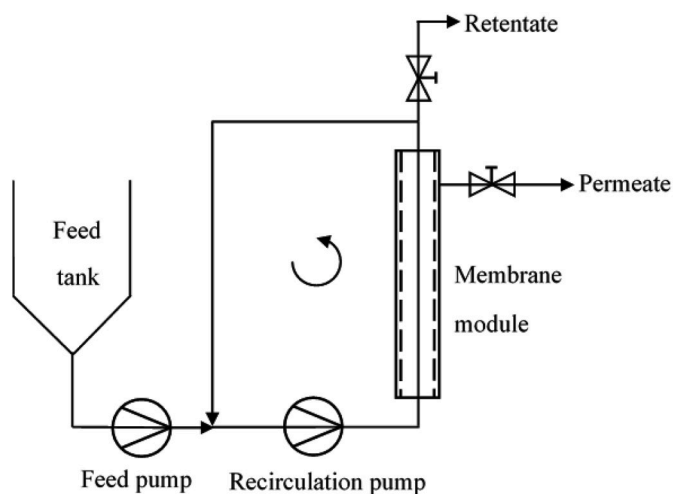 Retentate
Permeate
Feed
tank
Membrane
module
Feed pump
Recirculation pump